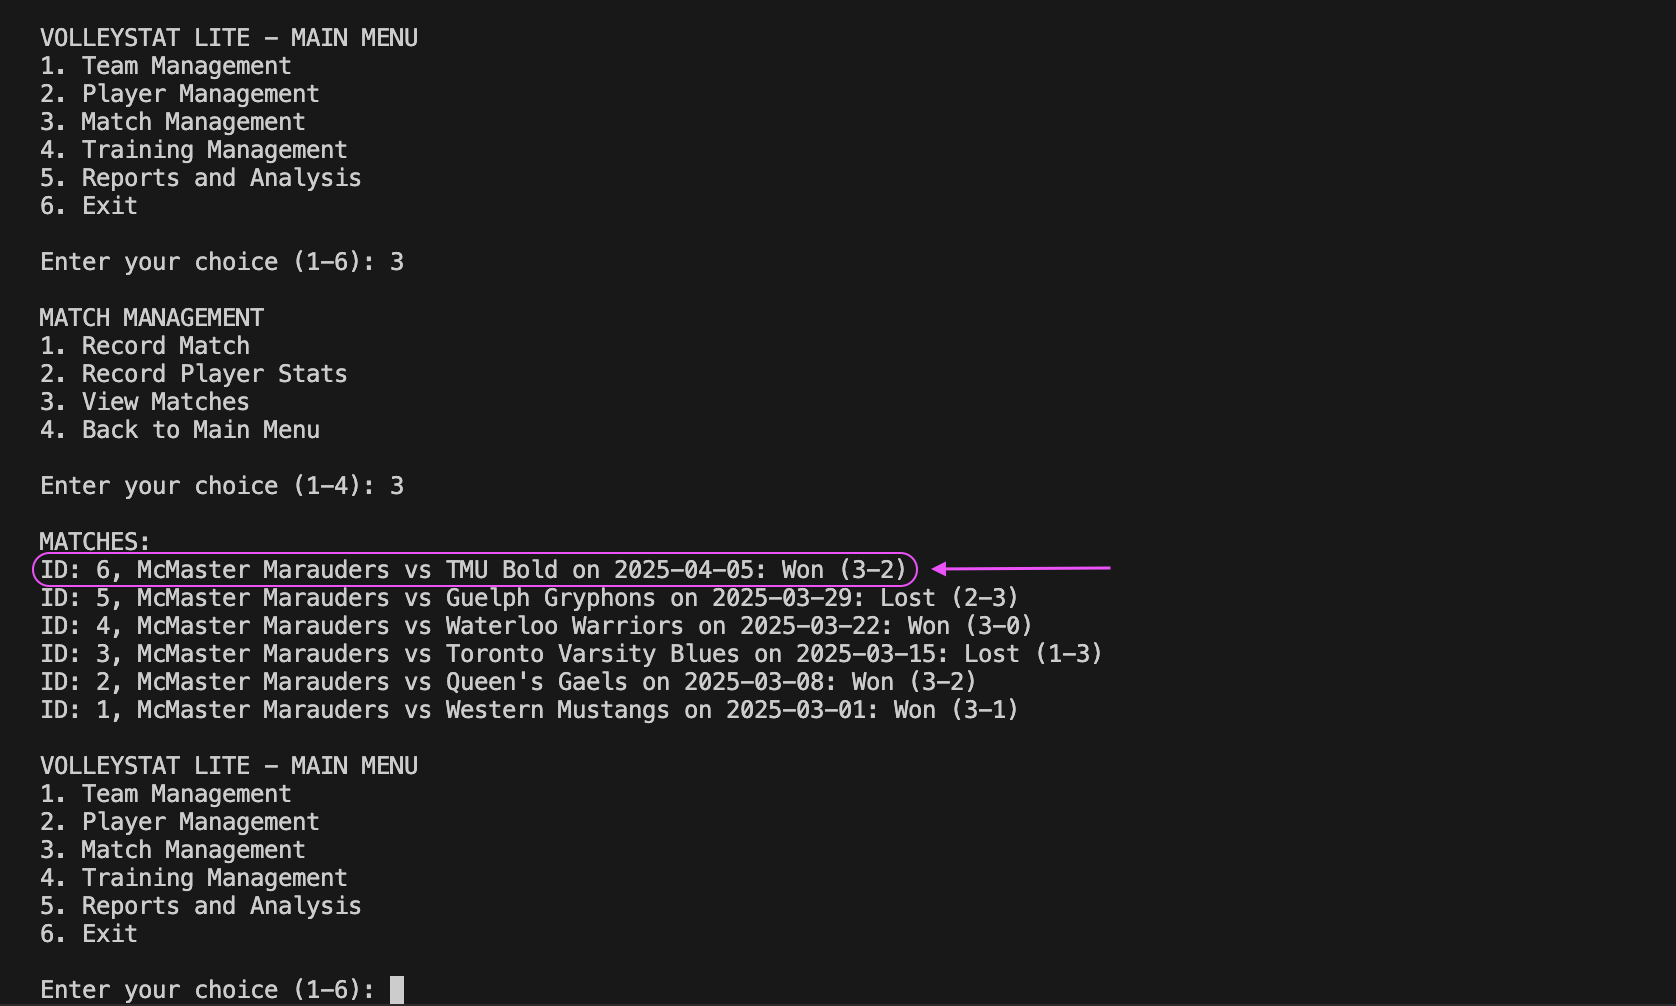 VOLLEYSTAT LITE – MAIN MENU
1. Team Management
2. Player Management
3. Match Management
4. Training Management
5. Reports and Analysis
6. Exit
Enter your choice (1–6): 3
MATCH MANAGEMENT
1. Record Match
2. Record Player Stats
3. View Matches
4. Back to Main Menu
Enter your choice (1–4): 3
MATCHES:
ID: 6, McMaster Marauders vs TMU Bold on 2025–04–05: Won (3–2)
ID: 5, McMaster Marauders vs Guelph Gryphons on 2025–03–29: Lost (2–3)
ID: 4, McMaster Marauders vs Waterloo Warriors on 2025–03–22: Won (3–0)
ID: 3, McMaster Marauders vs Toronto Varsity Blues on 2025–03–15: Lost (1–3)
ID: 2, McMaster Marauders vs Queen's Gaels on 2025–03–08: Won (3–2)
ID: 1, McMaster Marauders vs Western Mustangs on 2025–03–01: Won (3–1)
VOLLEYSTAT LITE – MAIN MENU
1. Team Management
2. Player Management
3. Match Management
4. Training Management
5. Reports and Analysis
6. Exit
Enter your choice (1–6):